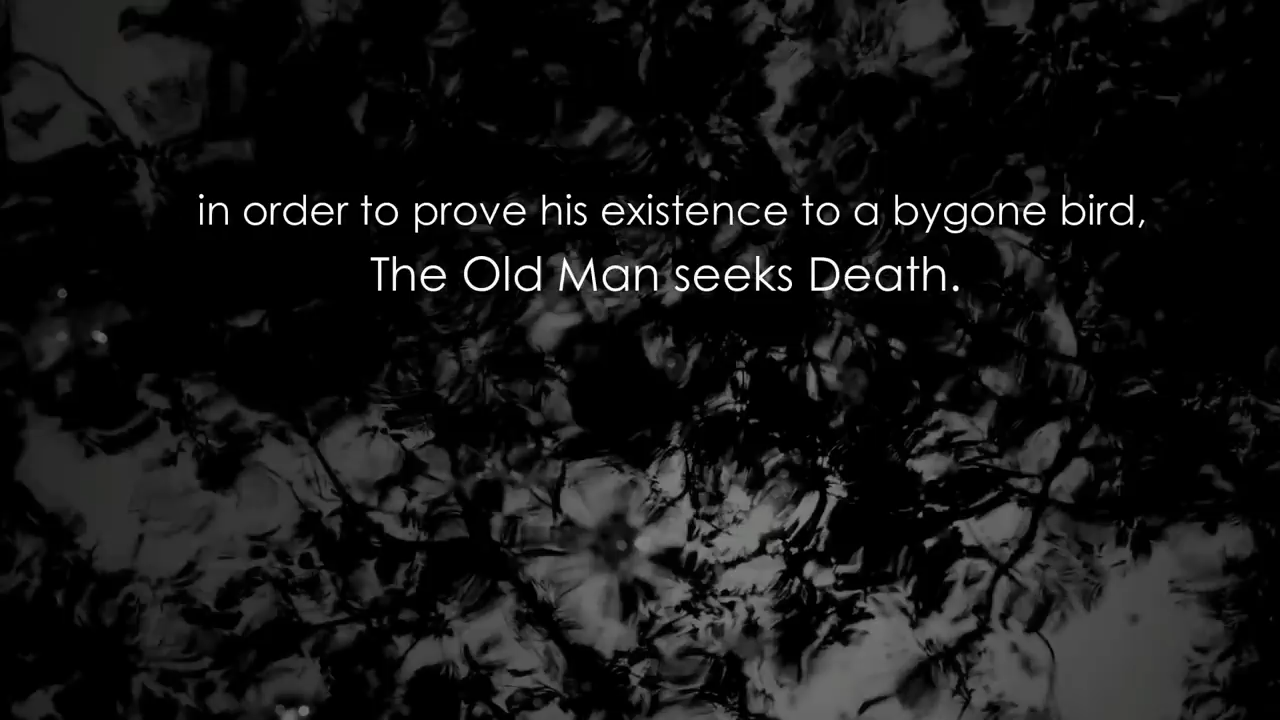 in order to prove his existence to a bygone bird,
The Old Man seeks Death.